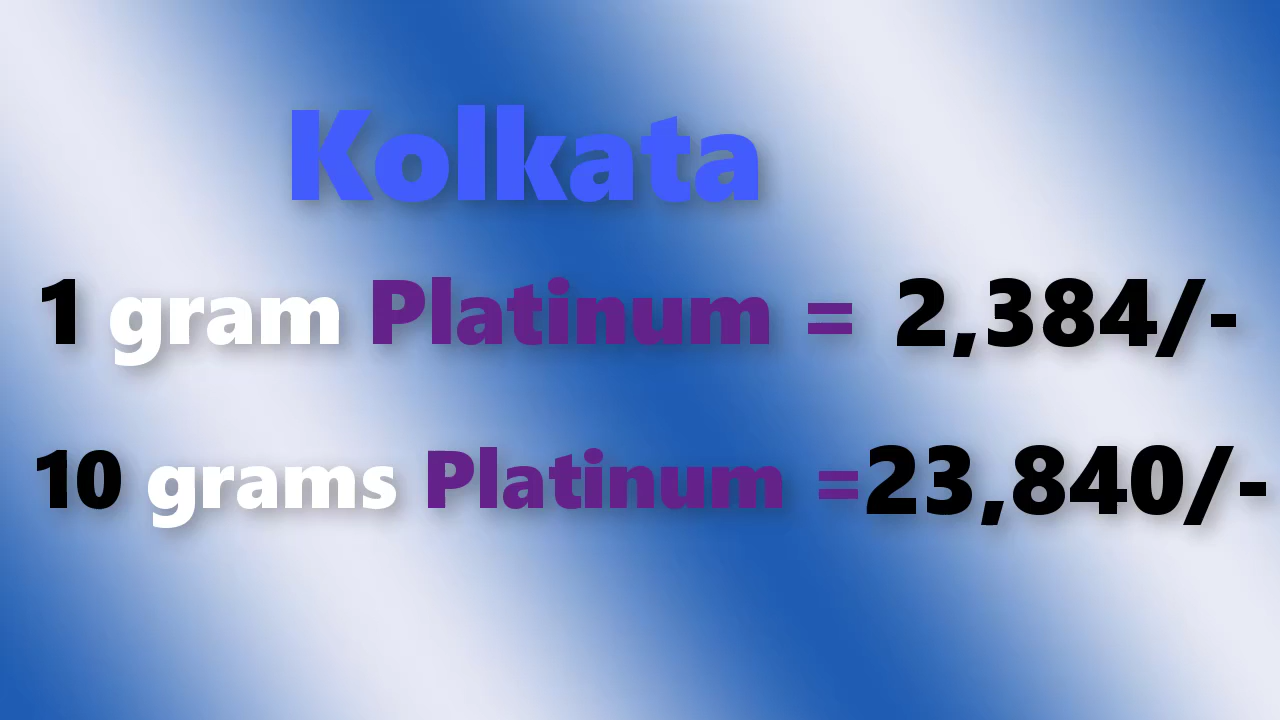 Kolkata
1 gram Platinum = 2,384/-
10 grams Platinum =23,840/-